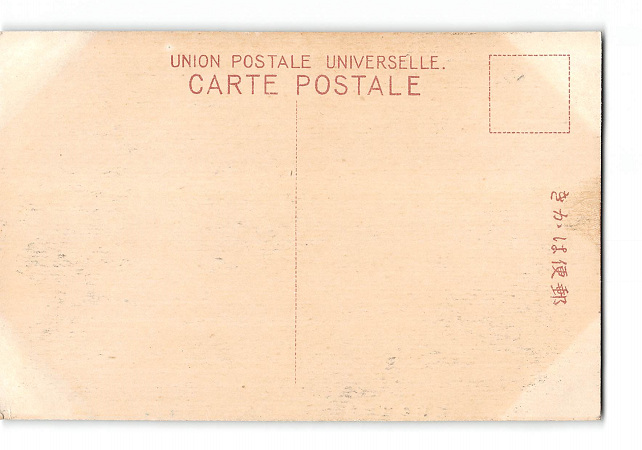 UNION POSTALE UNIVERSELLE.
CARTE POSTALE
郵便はがき